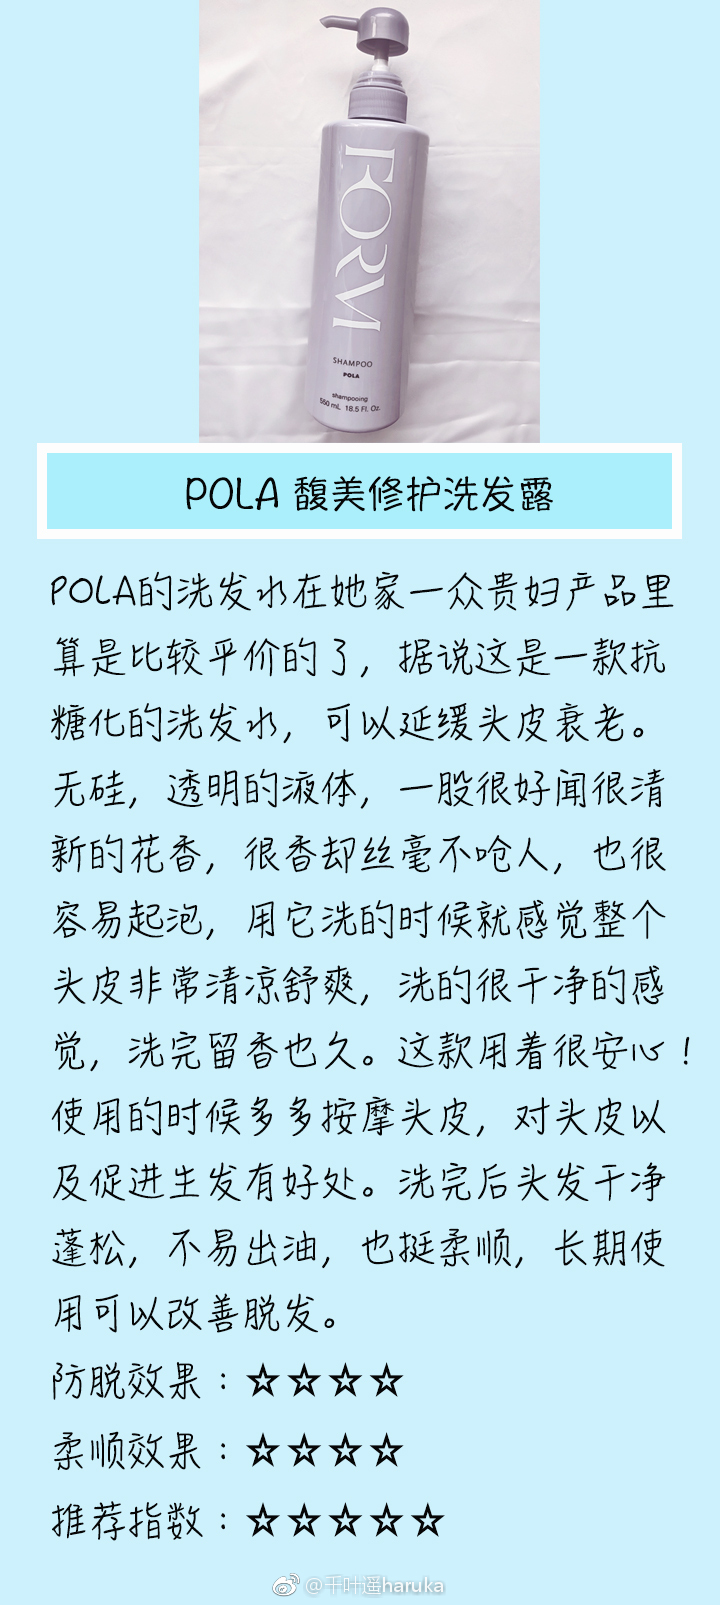 FORM
SHAMPOO
POLA
shampooing
550 mL 18.5 Fl. Oz.
POLA 馥美修护洗发露
POLA的洗发水在她家一众贵妇产品里
算是比较平价的了，据说这是一款抗
糖化的洗发水，可以延缓头皮衰老。
无硅，透明的液体，一股很好闻很清
新的花香，很香却丝毫不呛人，也很
容易起泡，用它洗的时候就感觉整个
头皮非常清凉舒爽，洗的很干净的感
觉，洗完留香也久。这款用着很安心！
使用的时候多多按摩头皮，对头皮以
及促进生发有好处。洗完后头发干净
蓬松，不易出油，也挺柔顺，长期使
用可以改善脱发。
防脱效果：☆☆☆☆
柔顺效果：☆☆☆☆
推荐指数：☆☆☆☆☆
@千叶遥haruka